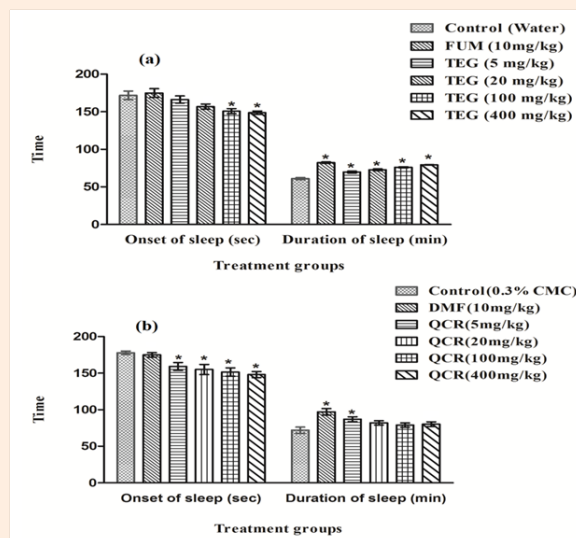 (a)
Control (Water)
FUM (10mg/kg)
TEG (5 mg/kg)
TEG (20 mg/kg)
TEG (100 mg/kg)
TEG (400 mg/kg)
200
150
100
50
0
Time
* * * * * *
Onset of sleep (sec) Duration of sleep (min)
Treatment groups
(b)
Control(0.3% CMC)
DMF(10mg/kg)
QCR(5mg/kg)
QCR(20mg/kg)
QCR(100mg/kg)
QCR(400mg/kg)
200
150
100
50
0
Time
* * * * * *
Onset of sleep (sec) Duration of sleep (min)
Treatment groups